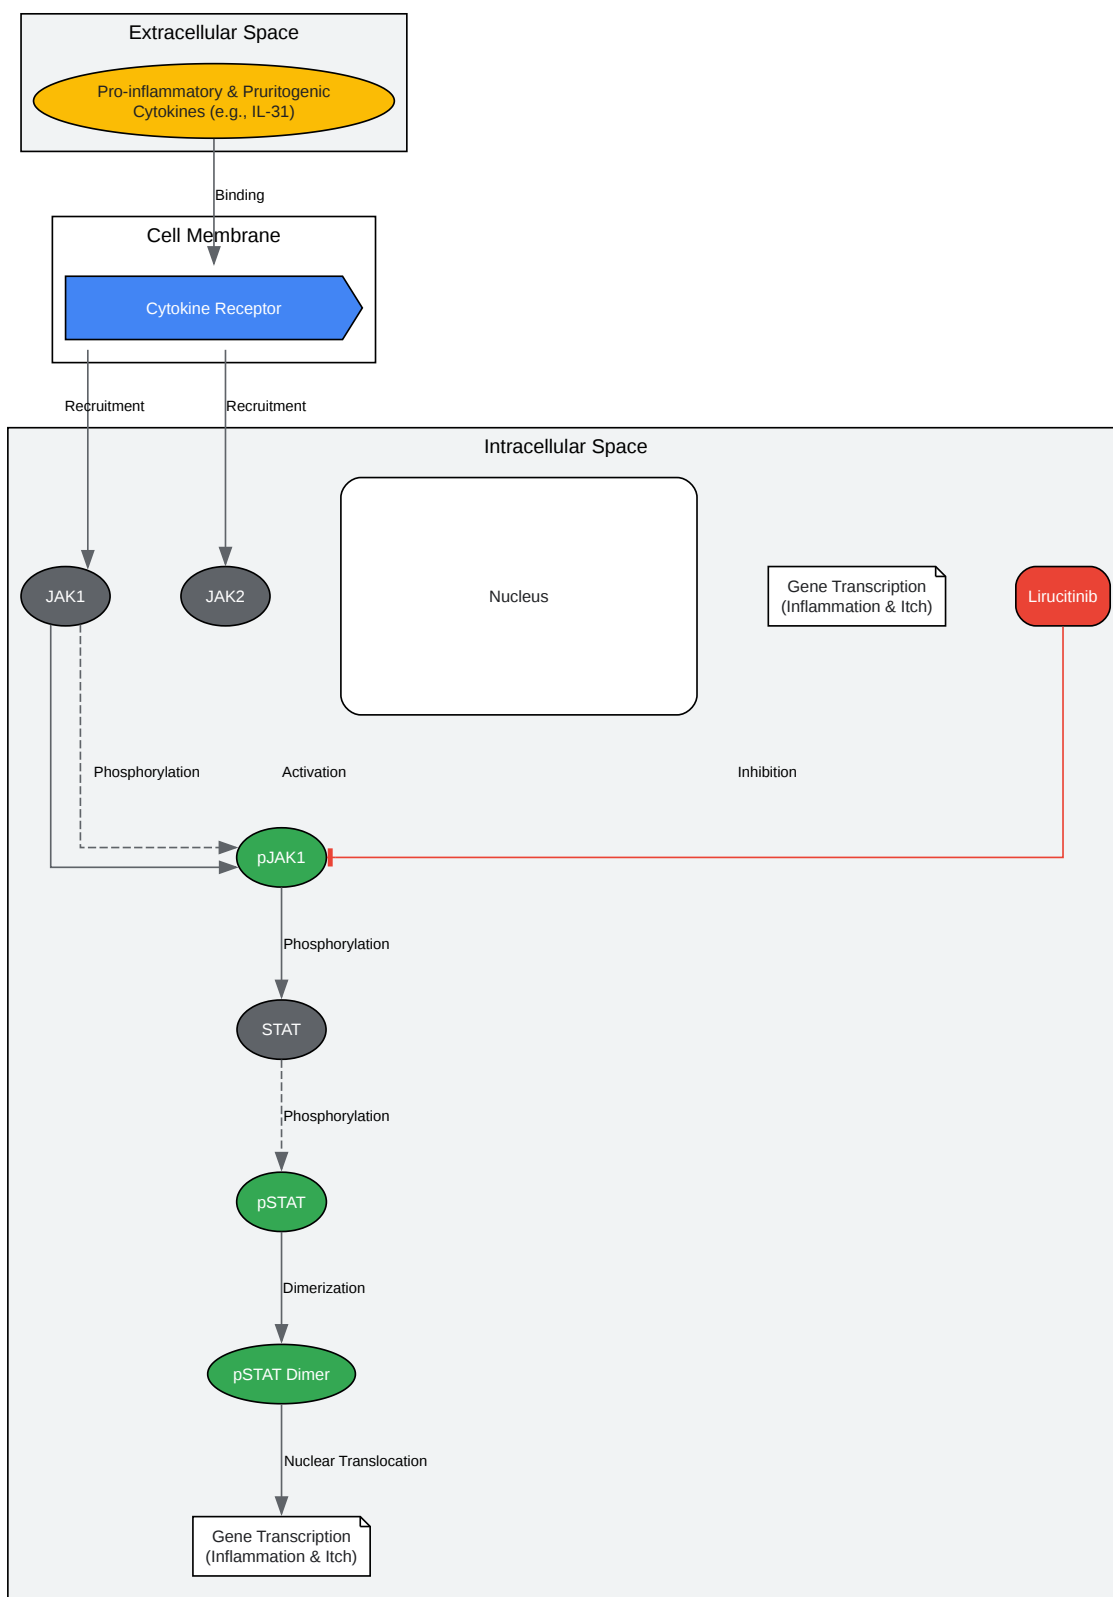 Extracellular Space
Pro-inflammatory & Pruritogenic
Cytokines (e.g., IL-31)
Binding
Cell Membrane
Cytokine Receptor
Recruitment
Recruitment
Intracellular Space
JAK1
JAK2
Nucleus
Gene Transcription
(Inflammation & Itch)
Lirucitinib
Phosphorylation
Activation
Inhibition
pJAK1
Phosphorylation
STAT
Phosphorylation
pSTAT
Dimerization
pSTAT Dimer
Nuclear Translocation
Gene Transcription
(Inflammation & Itch)